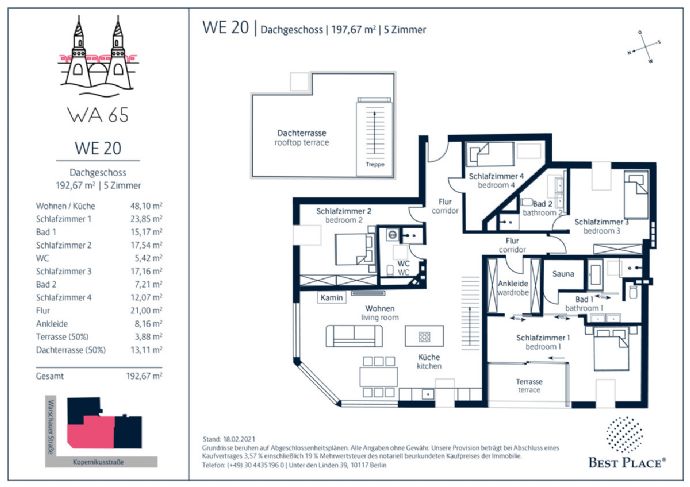 WA 65
WE 20
Dachgeschoss
192,67 m² | 5 Zimmer
Wohnen / Küche 48,10 m²
Schlafzimmer 1 23,85 m²
Bad 1 15,17 m²
Schlafzimmer 2 17,54 m²
WC 5,42 m²
Schlafzimmer 3 17,16 m²
Bad 2 7,21 m²
Schlafzimmer 4 12,07 m²
Flur 21,00 m²
Ankleide 8,16 m²
Terrasse (50%) 3,88 m²
Dachterrasse (50%) 13,11 m²
Gesamt 192,67 m²
Warschauer Straße
Kopernikusstraße
WE 20 | Dachgeschoss | 197,67 m² | 5 Zimmer
N
Dachterrasse
rooftop terrace
Treppe
Schlafzimmer 4
bedroom 4
Bad 2
bathroom 2
Flur
corridor
Schlafzimmer 2
bedroom 2
Schlafzimmer 3
bedroom 3
Flur
corridor
WC
WC
Kamin
Ankleide
wardrobe
Sauna
Bad 1
bathroom 1
Wohnen
living room
Schlafzimmer 1
bedroom 1
Küche
kitchen
Terrasse
terrace
Stand: 18.02.2021
Grundrisse beruhen auf Abgeschlossenheitsplänen. Alle Angaben ohne Gewähr. Unsere Provision beträgt bei Abschluss eines
Kaufvertrages 3,57 % einschließlich 19 % Mehrwertsteuer des notariell beurkundeten Kaufpreises der Immobilie.
Telefon: (+49) 30 4435196 0 | Unter den Linden 39, 10117 Berlin
BEST PLACE®